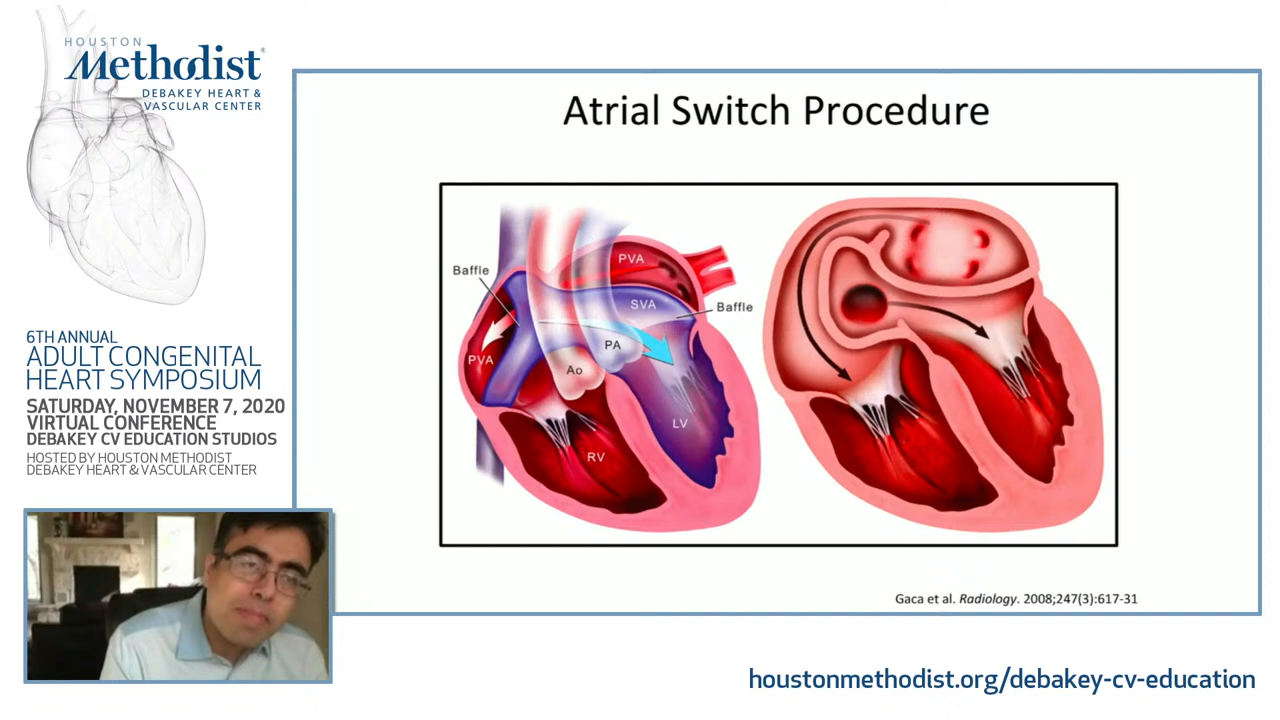 HOUSTON
Methodist®
DEBAKEY HEART &
VASCULAR CENTER
6TH ANNUAL
ADULT CONGENITAL
HEART SYMPOSIUM
SATURDAY, NOVEMBER 7, 2020
VIRTUAL CONFERENCE
DEBAKEY CV EDUCATION STUDIOS
HOSTED BY HOUSTON METHODIST
DEBAKEY HEART & VASCULAR CENTER
Atrial Switch Procedure
Baffle
PVA
SVA
Baffle
PA
PVA
Ao
LV
RV
Gaca et al. Radiology. 2008;247(3):617-31
houstonmethodist.org/debakey-cv-education